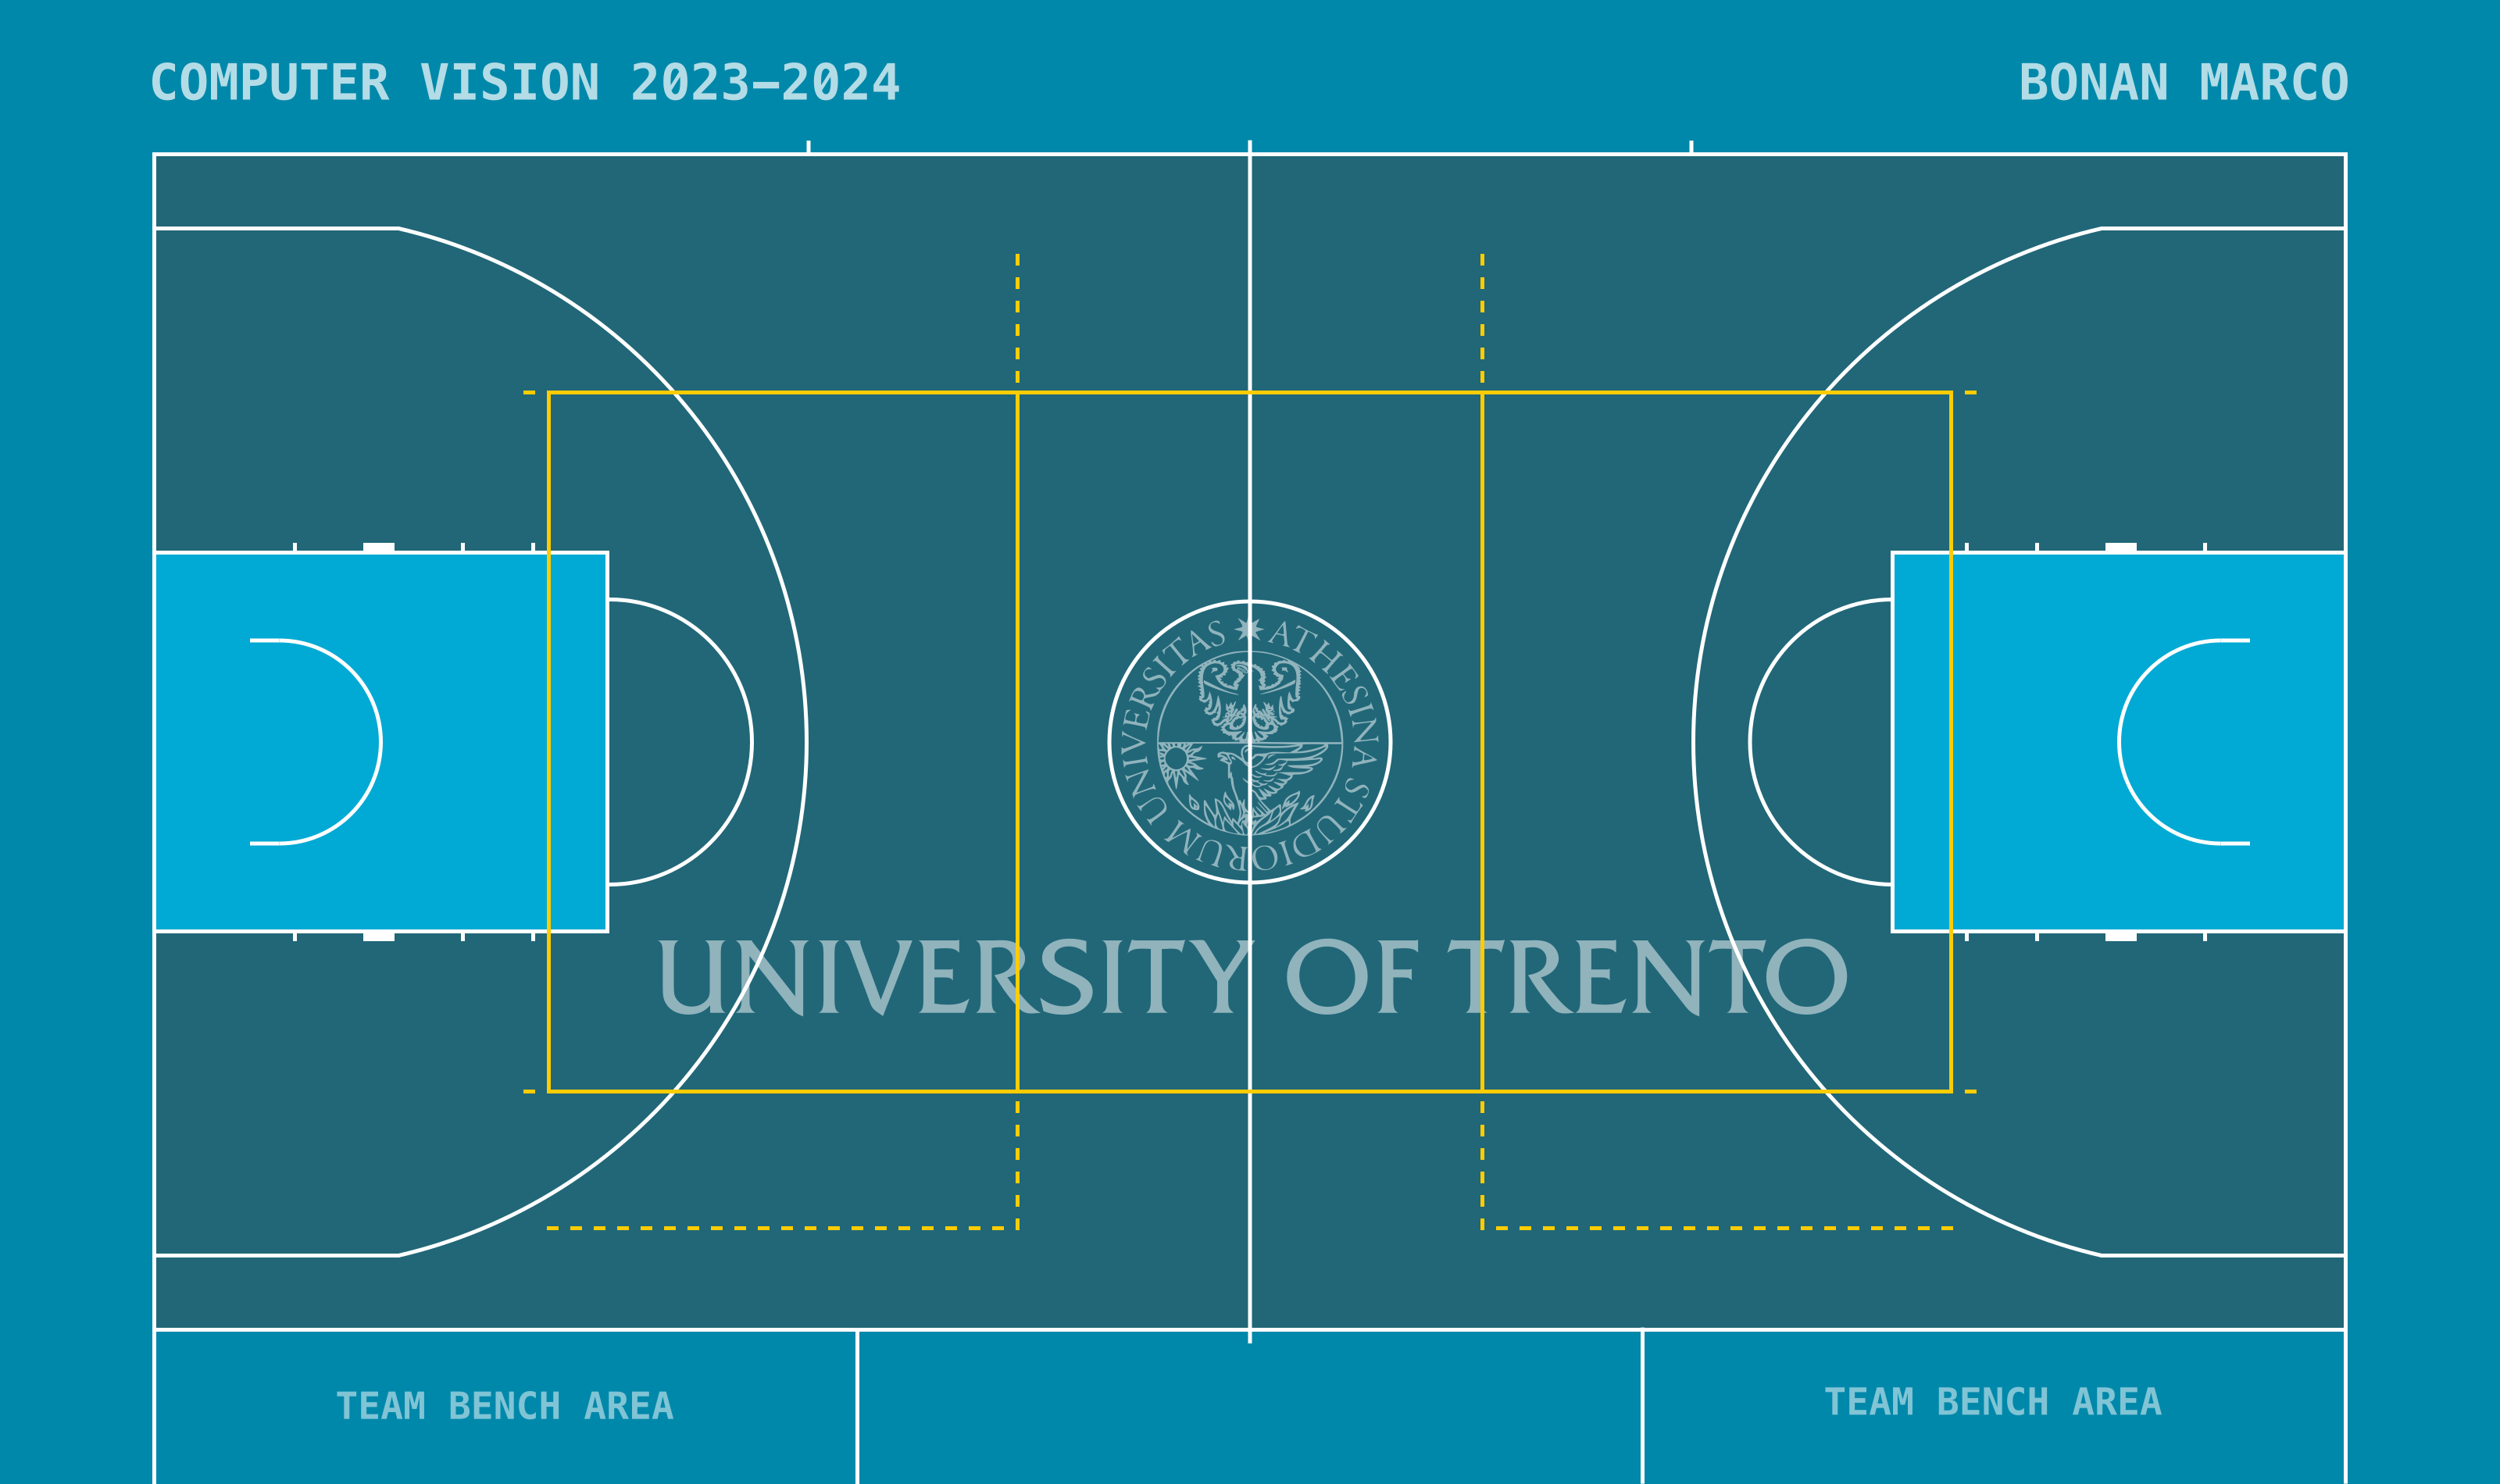 COMPUTER VISION 2023–2024
BONAN MARCO
ATHESINA STUDIORUM UNIVERSITAS
UNIVERSITY OF TRENTO
TEAM BENCH AREA
TEAM BENCH AREA